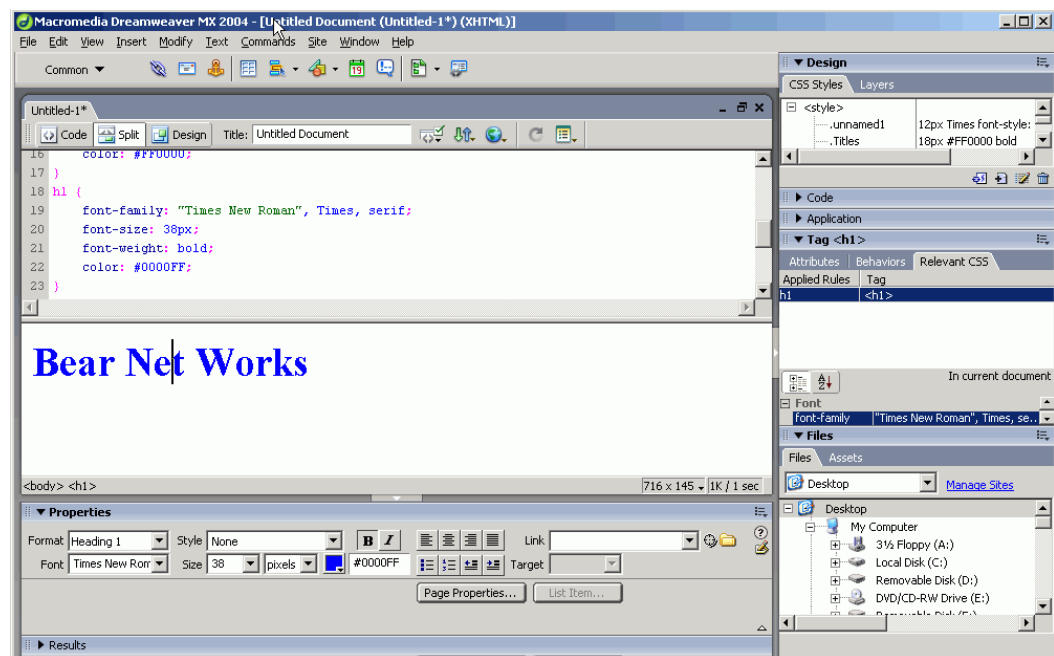 Macromedia Dreamweaver MX 2004 - [Untitled Document (Untitled-1*) (XHTML)]
File Edit View Insert Modify Text Commands Site Window Help
Common
Untitled-1*
Code Split Design Title: Untitled Document
16 color: #FF0000;
17 }
18 h1 {
19 font-family: "Times New Roman", Times, serif;
20 font-size: 38px;
21 font-weight: bold;
22 color: #0000FF;
23 }
Bear Net Works
<body> <h1> 716 x 145 1K / 1 sec
Properties
Format Heading 1 Style None B I Link
Font Times New Ror Size 38 pixels #0000FF Target
Page Properties... List Item...
Results
Design
CSS Styles Layers
<style>
.unnamed1 12px Times font-style:
.Titles 18px #FF0000 bold
Code
Application
Tag <h1>
Attributes Behaviors Relevant CSS
Applied Rules Tag
h1 <h1>
In current document
Font
font-family "Times New Roman", Times, se..
Files
Files Assets
Desktop Manage Sites
Desktop
My Computer
3½ Floppy (A:)
Local Disk (C:)
Removable Disk (D:)
DVD/CD-RW Drive (E:)